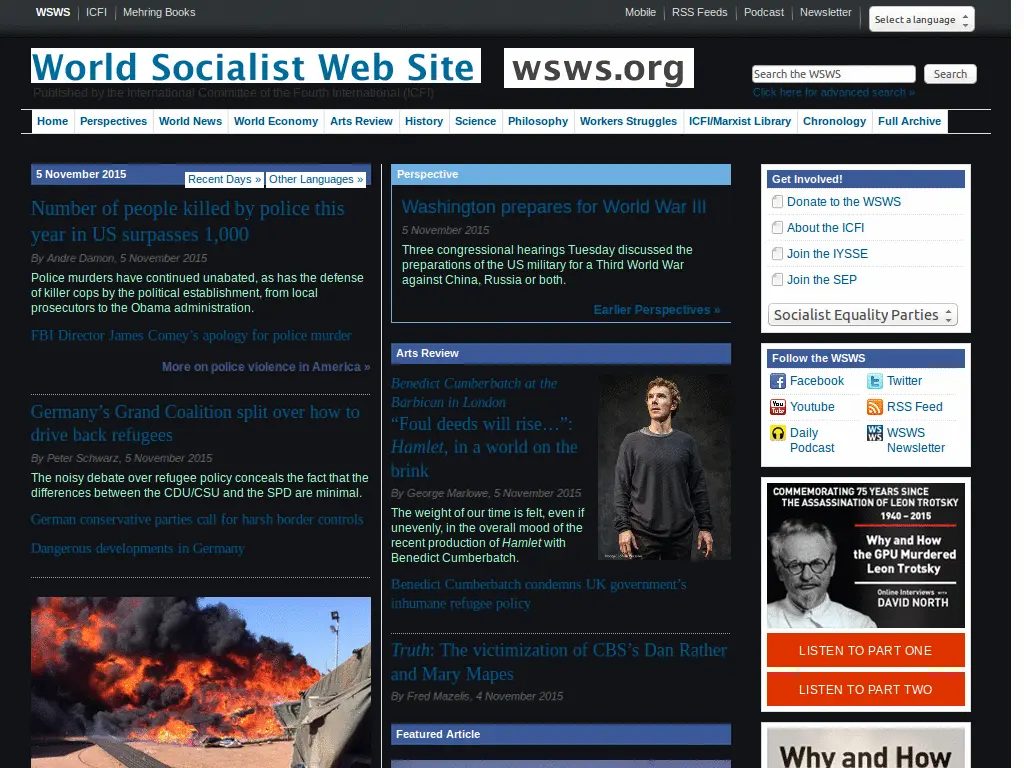 WSWS ICFI Mehring Books Mobile RSS Feeds Podcast Newsletter Select a language
World Socialist Web Site wsws.org
Published by the International Committee of the Fourth International (ICFI)
Search the WSWS Search
Click here for advanced search »
Home Perspectives World News World Economy Arts Review History Science Philosophy Workers Struggles ICFI/Marxist Library Chronology Full Archive
5 November 2015 Recent Days » Other Languages »
Number of people killed by police this
year in US surpasses 1,000
By Andre Damon, 5 November 2015
Police murders have continued unabated, as has the defense
of killer cops by the political establishment, from local
prosecutors to the Obama administration.
FBI Director James Comey’s apology for police murder
More on police violence in America »
Germany’s Grand Coalition split over how to
drive back refugees
By Peter Schwarz, 5 November 2015
The noisy debate over refugee policy conceals the fact that the
differences between the CDU/CSU and the SPD are minimal.
German conservative parties call for harsh border controls
Dangerous developments in Germany
Perspective
Washington prepares for World War III
5 November 2015
Three congressional hearings Tuesday discussed the
preparations of the US military for a Third World War
against China, Russia or both.
Earlier Perspectives »
Arts Review
Benedict Cumberbatch at the
Barbican in London
“Foul deeds will rise…”:
Hamlet, in a world on the
brink
By George Marlowe, 5 November 2015
The weight of our time is felt, even if
unevenly, in the overall mood of the
recent production of Hamlet with
Benedict Cumberbatch.
Benedict Cumberbatch condemns UK government’s
inhumane refugee policy
Truth: The victimization of CBS’s Dan Rather
and Mary Mapes
By Fred Mazelis, 4 November 2015
Featured Article
Get Involved!
Donate to the WSWS
About the ICFI
Join the IYSSE
Join the SEP
Socialist Equality Parties
Follow the WSWS
Facebook Twitter
You Tube Youtube RSS Feed
Daily WS WS WSWS
Podcast Newsletter
COMMEMORATING 75 YEARS SINCE
THE ASSASSINATION OF LEON TROTSKY
1940 – 2015
Why and How
the GPU Murdered
Leon Trotsky
Online Interviews WITH
DAVID NORTH
LISTEN TO PART ONE
LISTEN TO PART TWO
Why and How